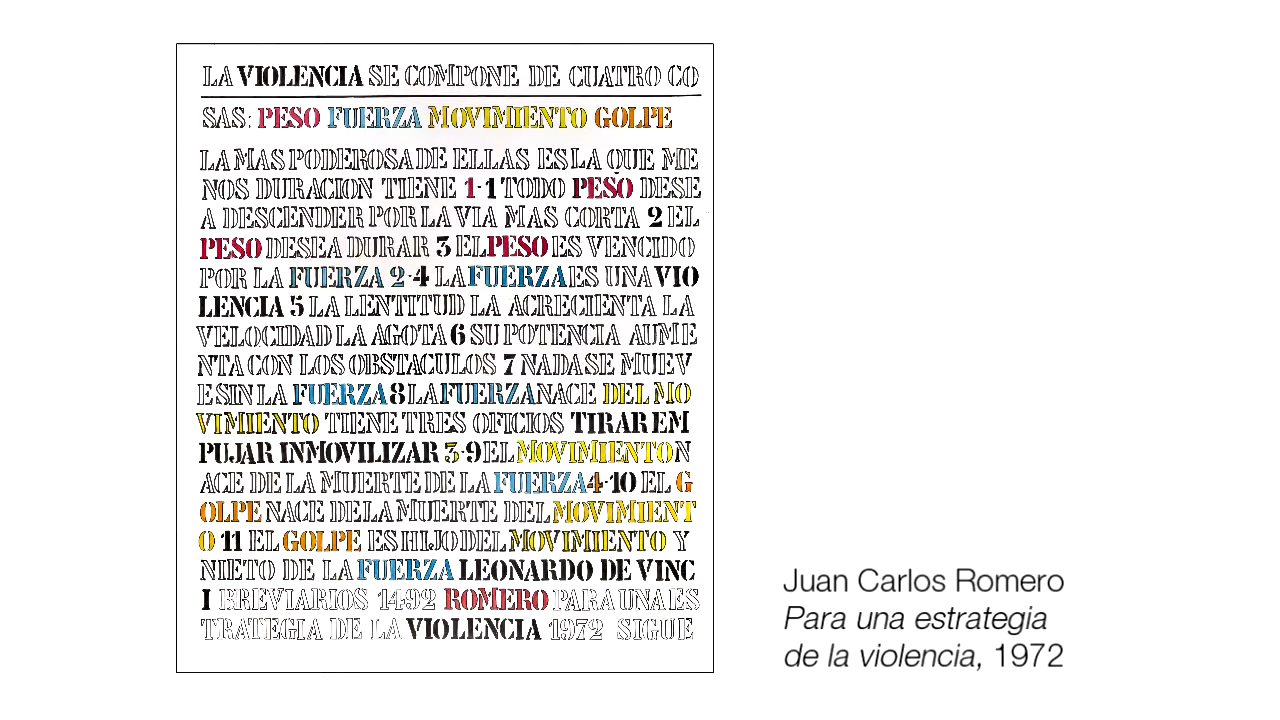 LA VIOLENCIA SE COMPONE DE CUATRO CO
SAS: PESO FUERZA MOVIMIENTO GOLPE
LA MAS PODEROSA DE ELLAS ES LA QUE ME
NOS DURACION TIENE 1-1 TODO PESO DESE
A DESCENDER POR LA VIA MAS CORTA 2 EL
PESO DESEA DURAR 3 EL PESO ES VENCIDO
POR LA FUERZA 2-4 LA FUERZA ES UNA VIO
LENCIA 5 LA LENTITUD LA ACRECIENTA LA
VELOCIDAD LA AGOTA 6 SU POTENCIA AUME
NTA CON LOS OBSTACULOS 7 NADA SE MUEV
E SIN LA FUERZA 8 LA FUERZA NACE DEL MO
VIMIENTO TIENE TRES OFICIOS TIRAR EM
PUJAR INMOVILIZAR 3-9 EL MOVIMIENTO N
ACE DE LA MUERTE DE LA FUERZA 4-10 EL G
OLPE NACE DE LA MUERTE DEL MOVIMIENT
O 11 EL GOLPE ES HIJO DEL MOVIMIENTO Y
NIETO DE LA FUERZA LEONARDO DE VINC
I BREVIARIOS 1492 ROMERO PARA UNA ES
TRATEGIA DE LA VIOLENCIA 1972 SIGUE
Juan Carlos Romero
Para una estrategia
de la violencia, 1972